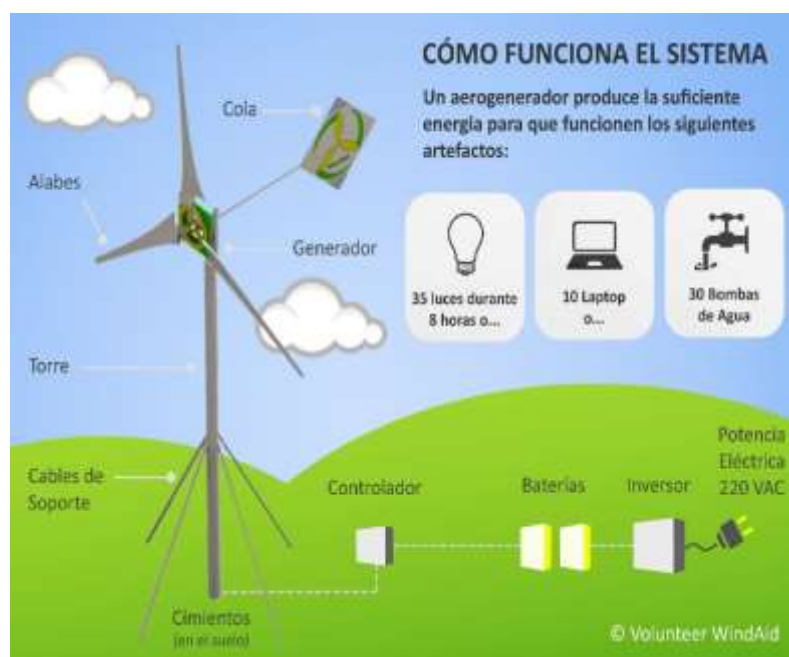 CÓMO FUNCIONA EL SISTEMA
Un aerogenerador produce la suficiente
energia para que funcionen los siguientes
artefactos:
Cola
Alabes
Generador
35 luces durante
8 horas o...
10 Laptop
o...
30 Bombas
de Agua
Torre
Cables de
Soporte
Controlador
Baterías
Inversor
Potencia
Eléctrica
220 VAC
Cimientos
(en el suelo)
© Volunteer WindAid